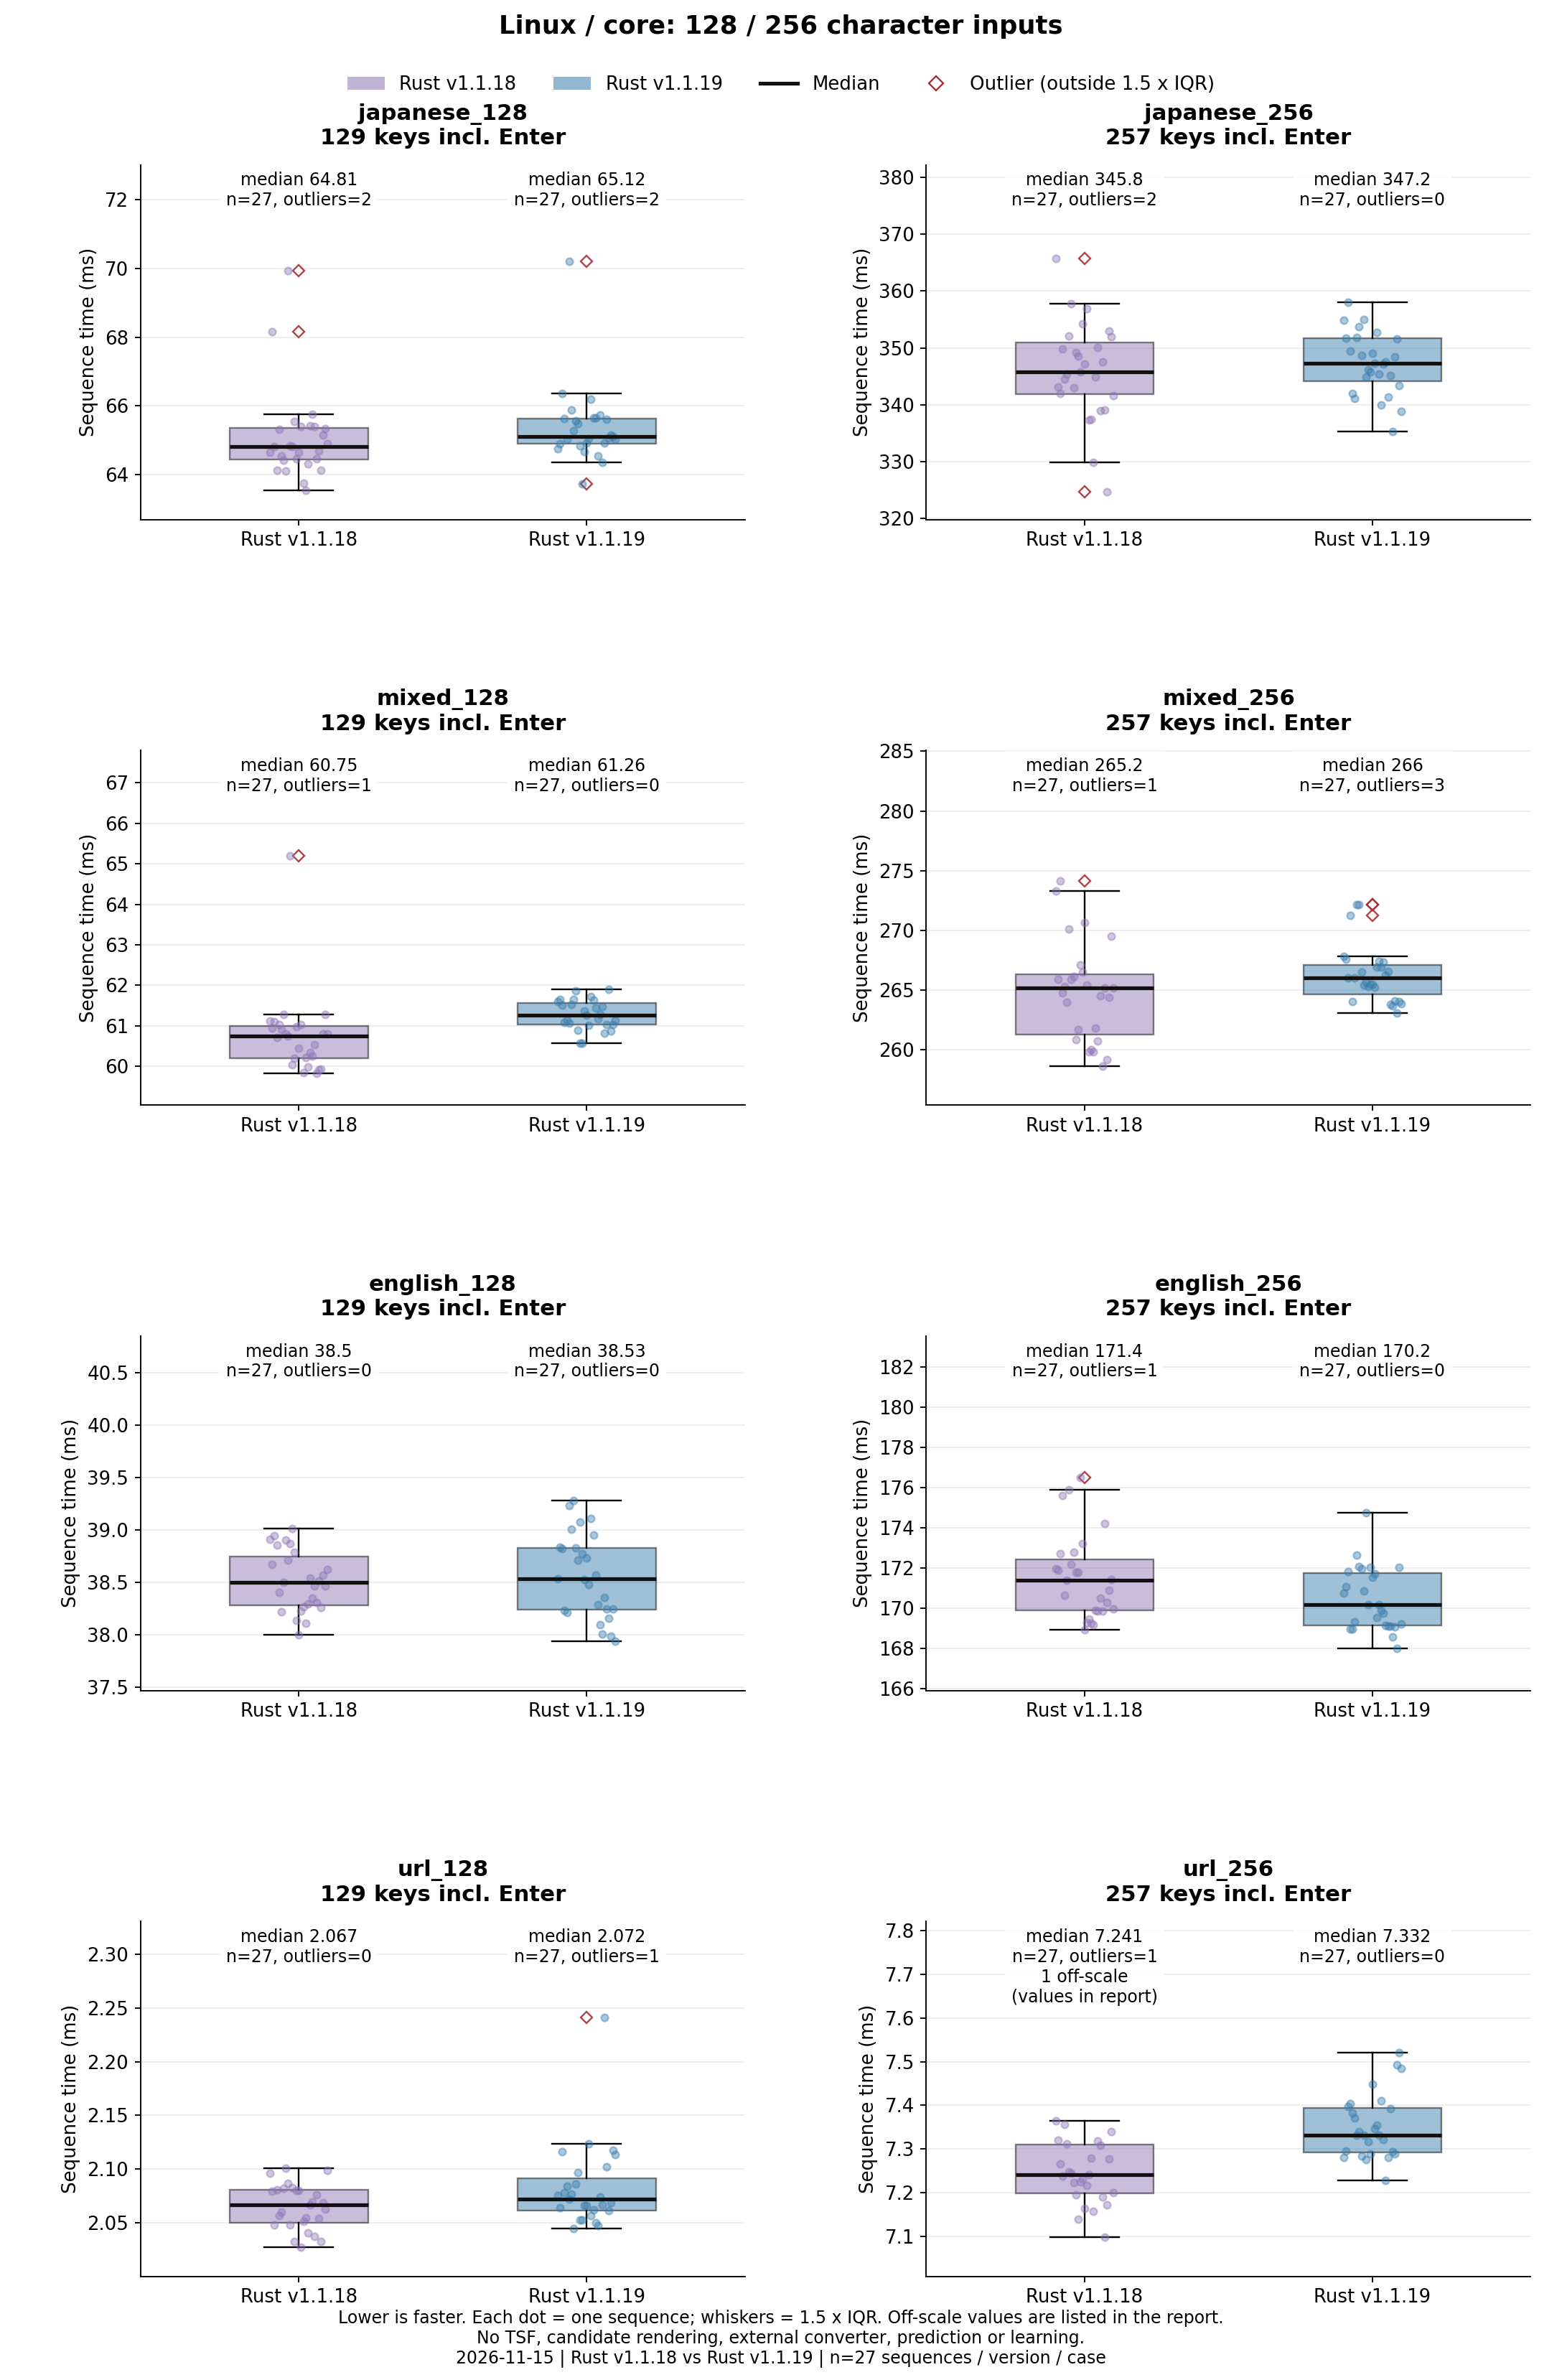 Linux / core: 128 / 256 character inputs
Rust v1.1.18 Rust v1.1.19 Median Outlier (outside 1.5 x IQR)
japanese_128
129 keys incl. Enter
median 64.81
n=27, outliers=2
median 65.12
n=27, outliers=2
72
70
68
66
64
Sequence time (ms)
Rust v1.1.18 Rust v1.1.19
japanese_256
257 keys incl. Enter
median 345.8
n=27, outliers=2
median 347.2
n=27, outliers=0
380
370
360
350
340
330
320
Sequence time (ms)
Rust v1.1.18 Rust v1.1.19
mixed_128
129 keys incl. Enter
median 60.75
n=27, outliers=1
median 61.26
n=27, outliers=0
67
66
65
64
63
62
61
60
Sequence time (ms)
Rust v1.1.18 Rust v1.1.19
mixed_256
257 keys incl. Enter
median 265.2
n=27, outliers=1
median 266
n=27, outliers=3
285
280
275
270
265
260
Sequence time (ms)
Rust v1.1.18 Rust v1.1.19
english_128
129 keys incl. Enter
median 38.5
n=27, outliers=0
median 38.53
n=27, outliers=0
40.5
40.0
39.5
39.0
38.5
38.0
37.5
Sequence time (ms)
Rust v1.1.18 Rust v1.1.19
english_256
257 keys incl. Enter
median 171.4
n=27, outliers=1
median 170.2
n=27, outliers=0
182
180
178
176
174
172
170
168
166
Sequence time (ms)
Rust v1.1.18 Rust v1.1.19
url_128
129 keys incl. Enter
median 2.067
n=27, outliers=0
median 2.072
n=27, outliers=1
2.30
2.25
2.20
2.15
2.10
2.05
Sequence time (ms)
Rust v1.1.18 Rust v1.1.19
url_256
257 keys incl. Enter
median 7.241
n=27, outliers=1
1 off-scale
(values in report)
median 7.332
n=27, outliers=0
7.8
7.7
7.6
7.5
7.4
7.3
7.2
7.1
Sequence time (ms)
Rust v1.1.18 Rust v1.1.19
Lower is faster. Each dot = one sequence; whiskers = 1.5 x IQR. Off-scale values are listed in the report.
No TSF, candidate rendering, external converter, prediction or learning.
2026-11-15 | Rust v1.1.18 vs Rust v1.1.19 | n=27 sequences / version / case